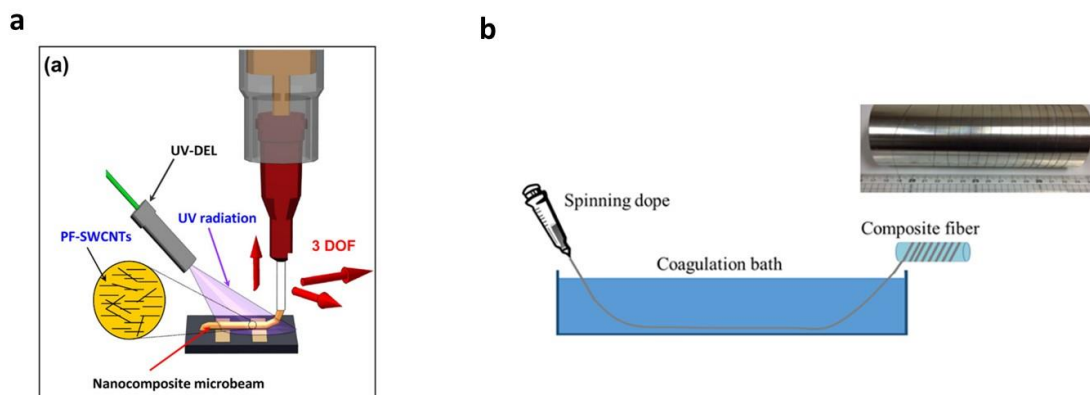 a
b
(a)
UV-DEL
UV radiation
PF-SWCNTs
3 DOF
Nanocomposite microbeam
Spinning dope
Coagulation bath
Composite fiber